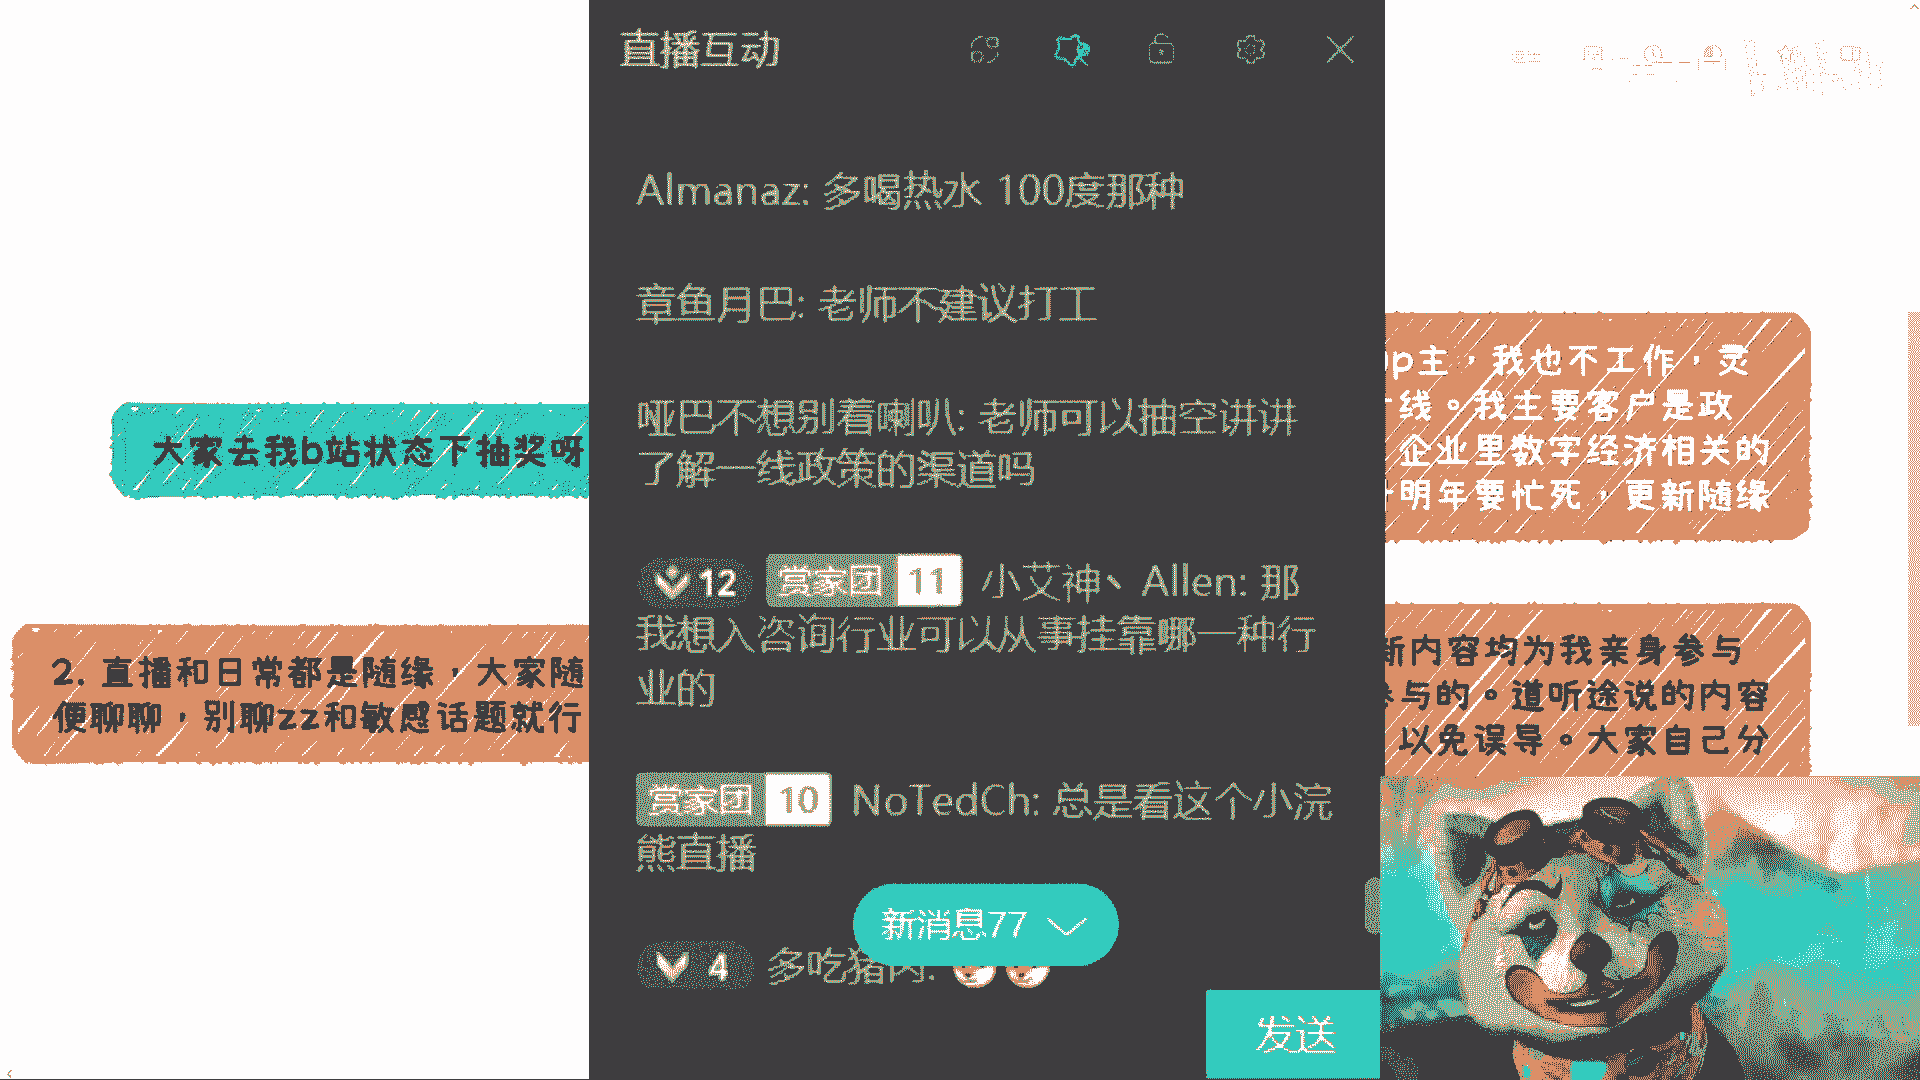 直播互动
Almanaz: 多喝热水 100度那种
章鱼月巴: 老师不建议打工
哑巴不想别着喇叭: 老师可以抽空讲讲
了解一线政策的渠道吗
12 赏家团 11 小艾神丶Allen: 那
我想入咨询行业可以从事挂靠哪一种行
业的
赏家团 10 NoTedCh: 总是看这个小浣
熊直播
新消息77
4 多吃猪肉:
发送
大家去我b站状态下抽奖呀
2. 直播和日常都是随缘，大家随
便聊聊，别聊zz和敏感话题就行
up主，我也不工作，灵
线。我主要客户是政
企业里数字经济相关的
明年要忙死，更新随缘
新内容均为我亲身参与
参与的。道听途说的内容
以免误导。大家自己分